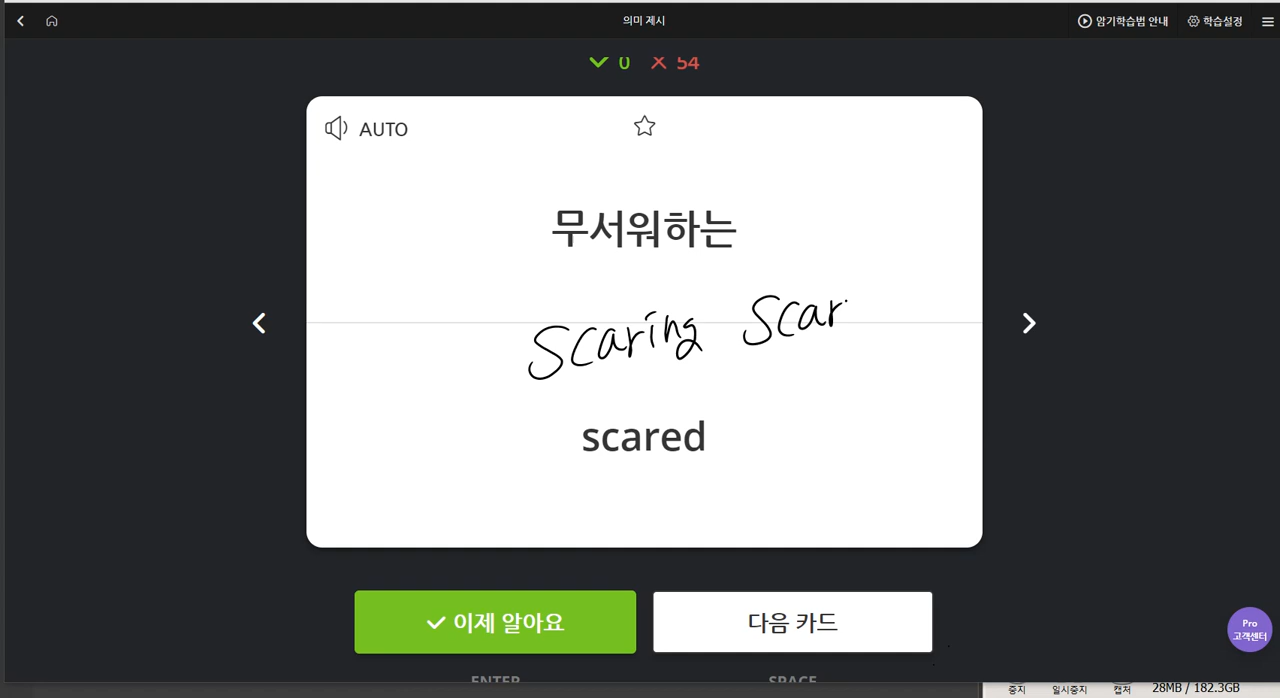 의미 제시
암기학습법 안내 학습설정
0 54
AUTO
무서워하는
scaring scar
scared
이제 알아요 다음 카드
ENTER SPACE
Pro
고객센터
중지 일시중지 캡처 28MB / 182.3GB